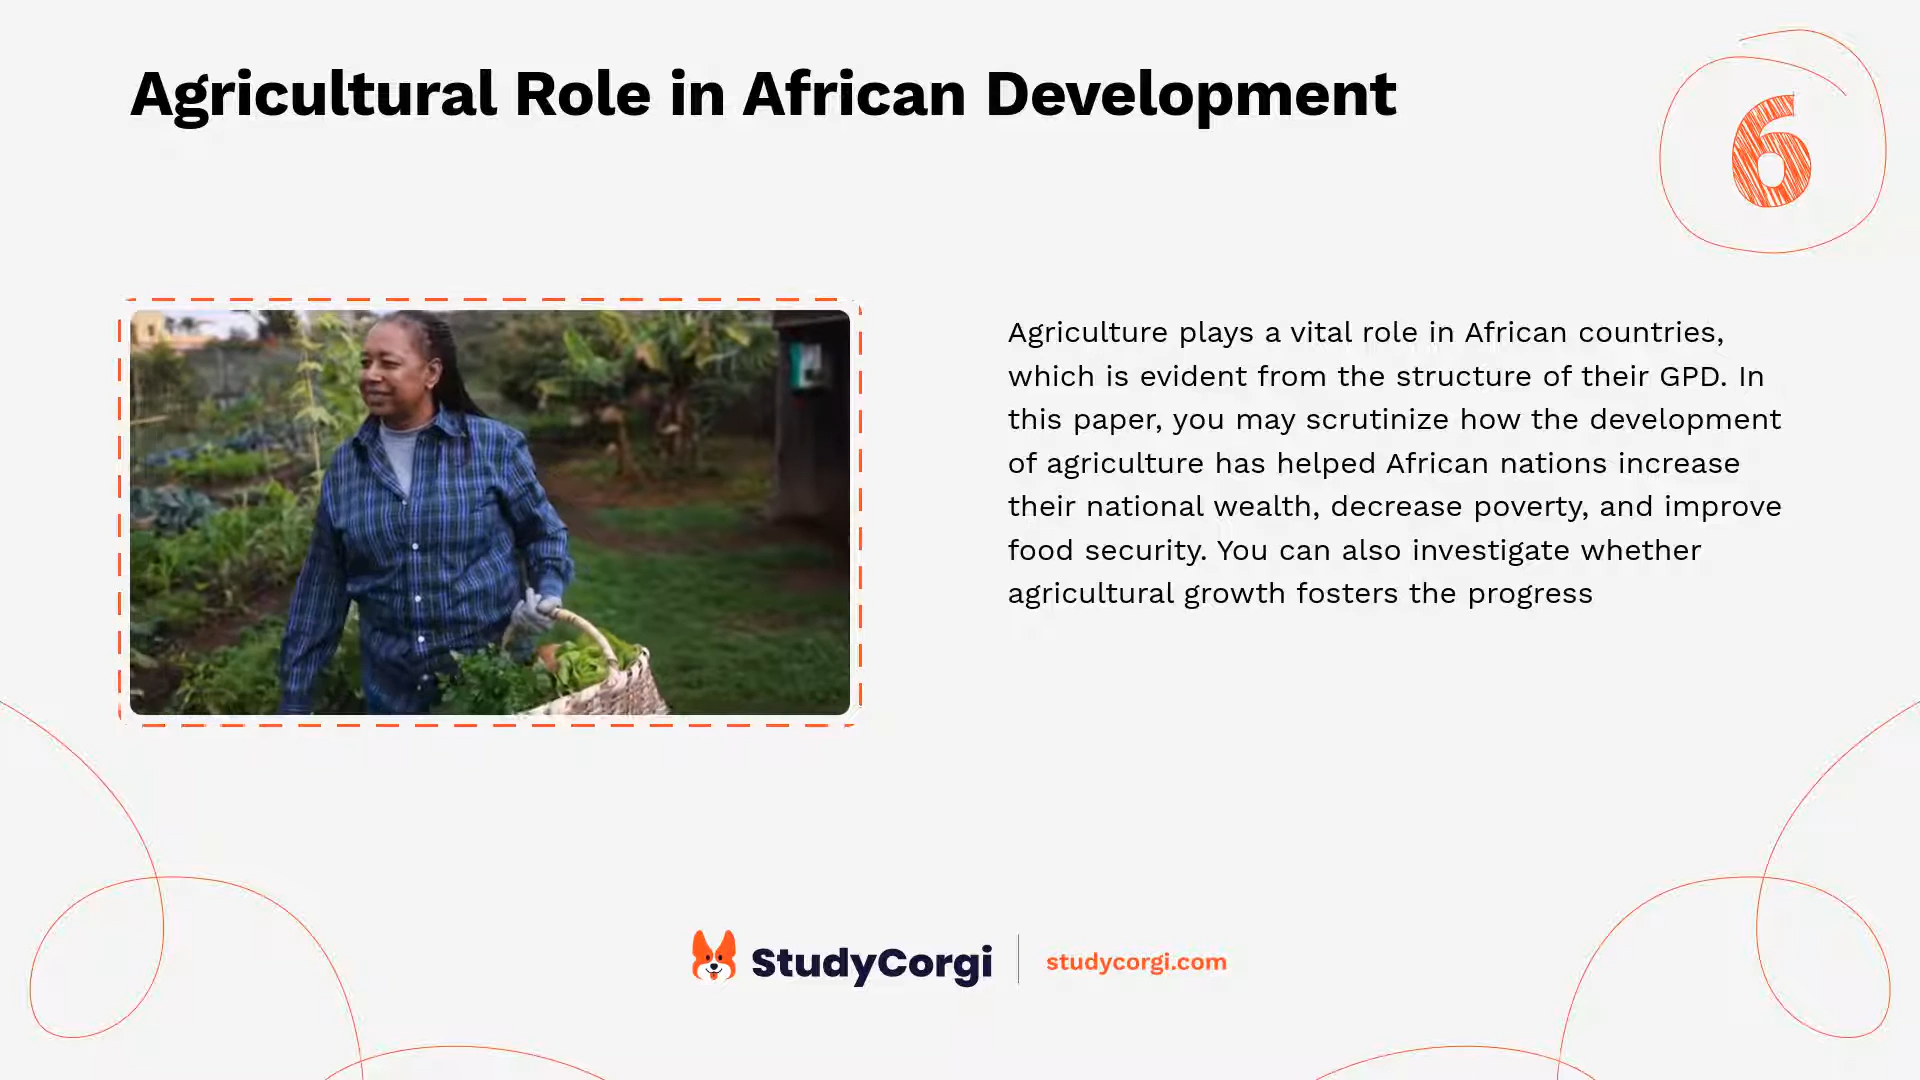 Agricultural Role in African Development
6
Agriculture plays a vital role in African countries,
which is evident from the structure of their GPD. In
this paper, you may scrutinize how the development
of agriculture has helped African nations increase
their national wealth, decrease poverty, and improve
food security. You can also investigate whether
agricultural growth fosters the progress
StudyCorgi
studycorgi.com